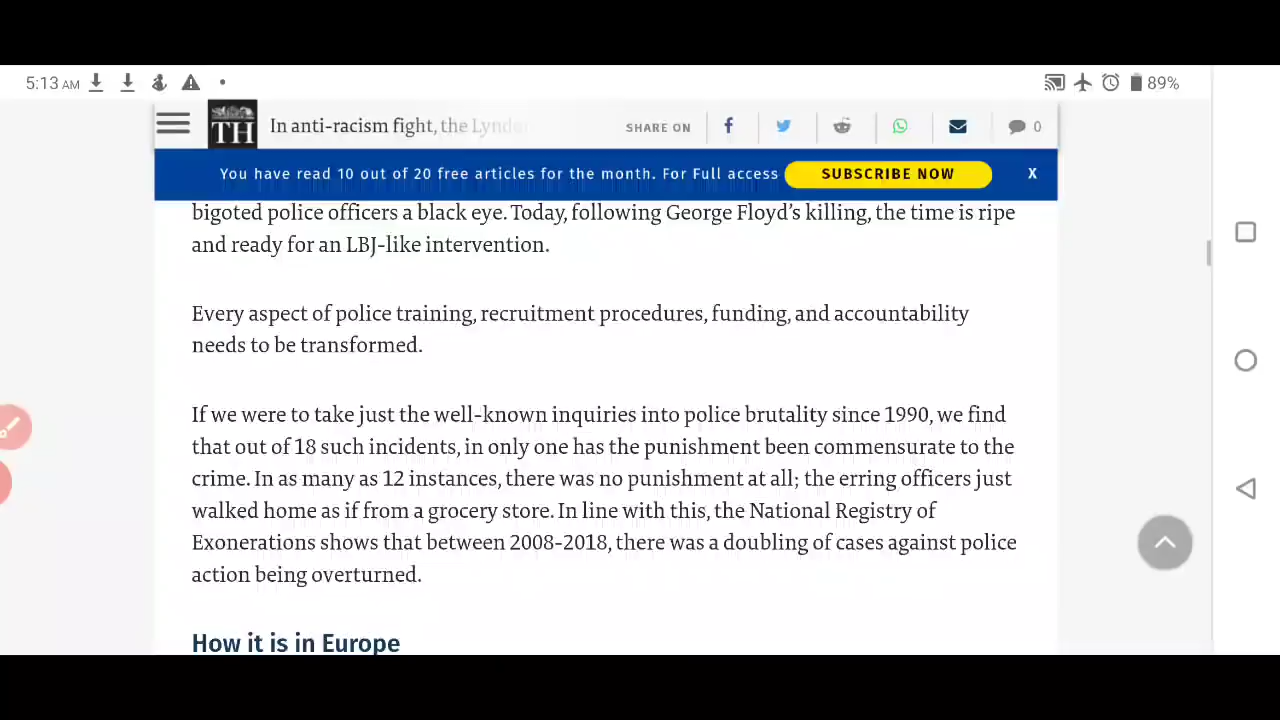 5:13 AM
89%
TH
In anti-racism fight, the Lyndon
SHARE ON
0
You have read 10 out of 20 free articles for the month. For Full access
SUBSCRIBE NOW
X
bigoted police officers a black eye. Today, following George Floyd’s killing, the time is ripe
and ready for an LBJ-like intervention.
Every aspect of police training, recruitment procedures, funding, and accountability
needs to be transformed.
If we were to take just the well-known inquiries into police brutality since 1990, we find
that out of 18 such incidents, in only one has the punishment been commensurate to the
crime. In as many as 12 instances, there was no punishment at all; the erring officers just
walked home as if from a grocery store. In line with this, the National Registry of
Exonerations shows that between 2008-2018, there was a doubling of cases against police
action being overturned.
How it is in Europe